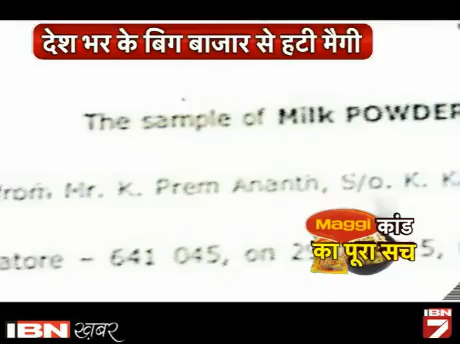 देश भर के बिग बाजार से हटी मैगी
The sample of Milk POWDER
from Mr. K. Prem Ananth, S/o. K.
Maggi कांड
का पूरा सच
atore - 641 045, on
IBN ख़बर
IBN
7